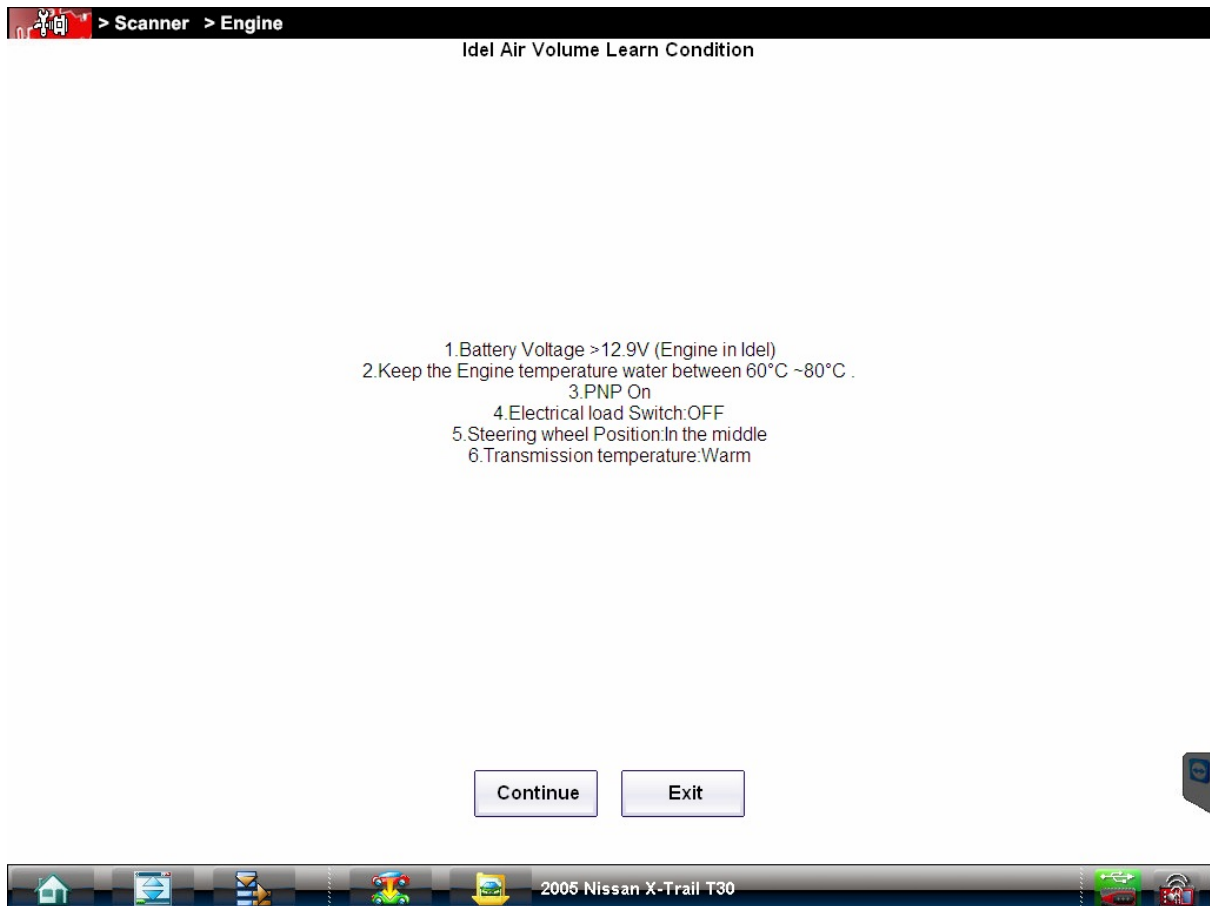 > Scanner > Engine
Idel Air Volume Learn Condition
1.Battery Voltage >12.9V (Engine in Idel)
2.Keep the Engine temperature water between 60°C ~80°C .
3.PNP On
4.Electrical load Switch:OFF
5.Steering wheel Position:In the middle
6.Transmission temperature:Warm
Continue Exit
2005 Nissan X-Trail T30